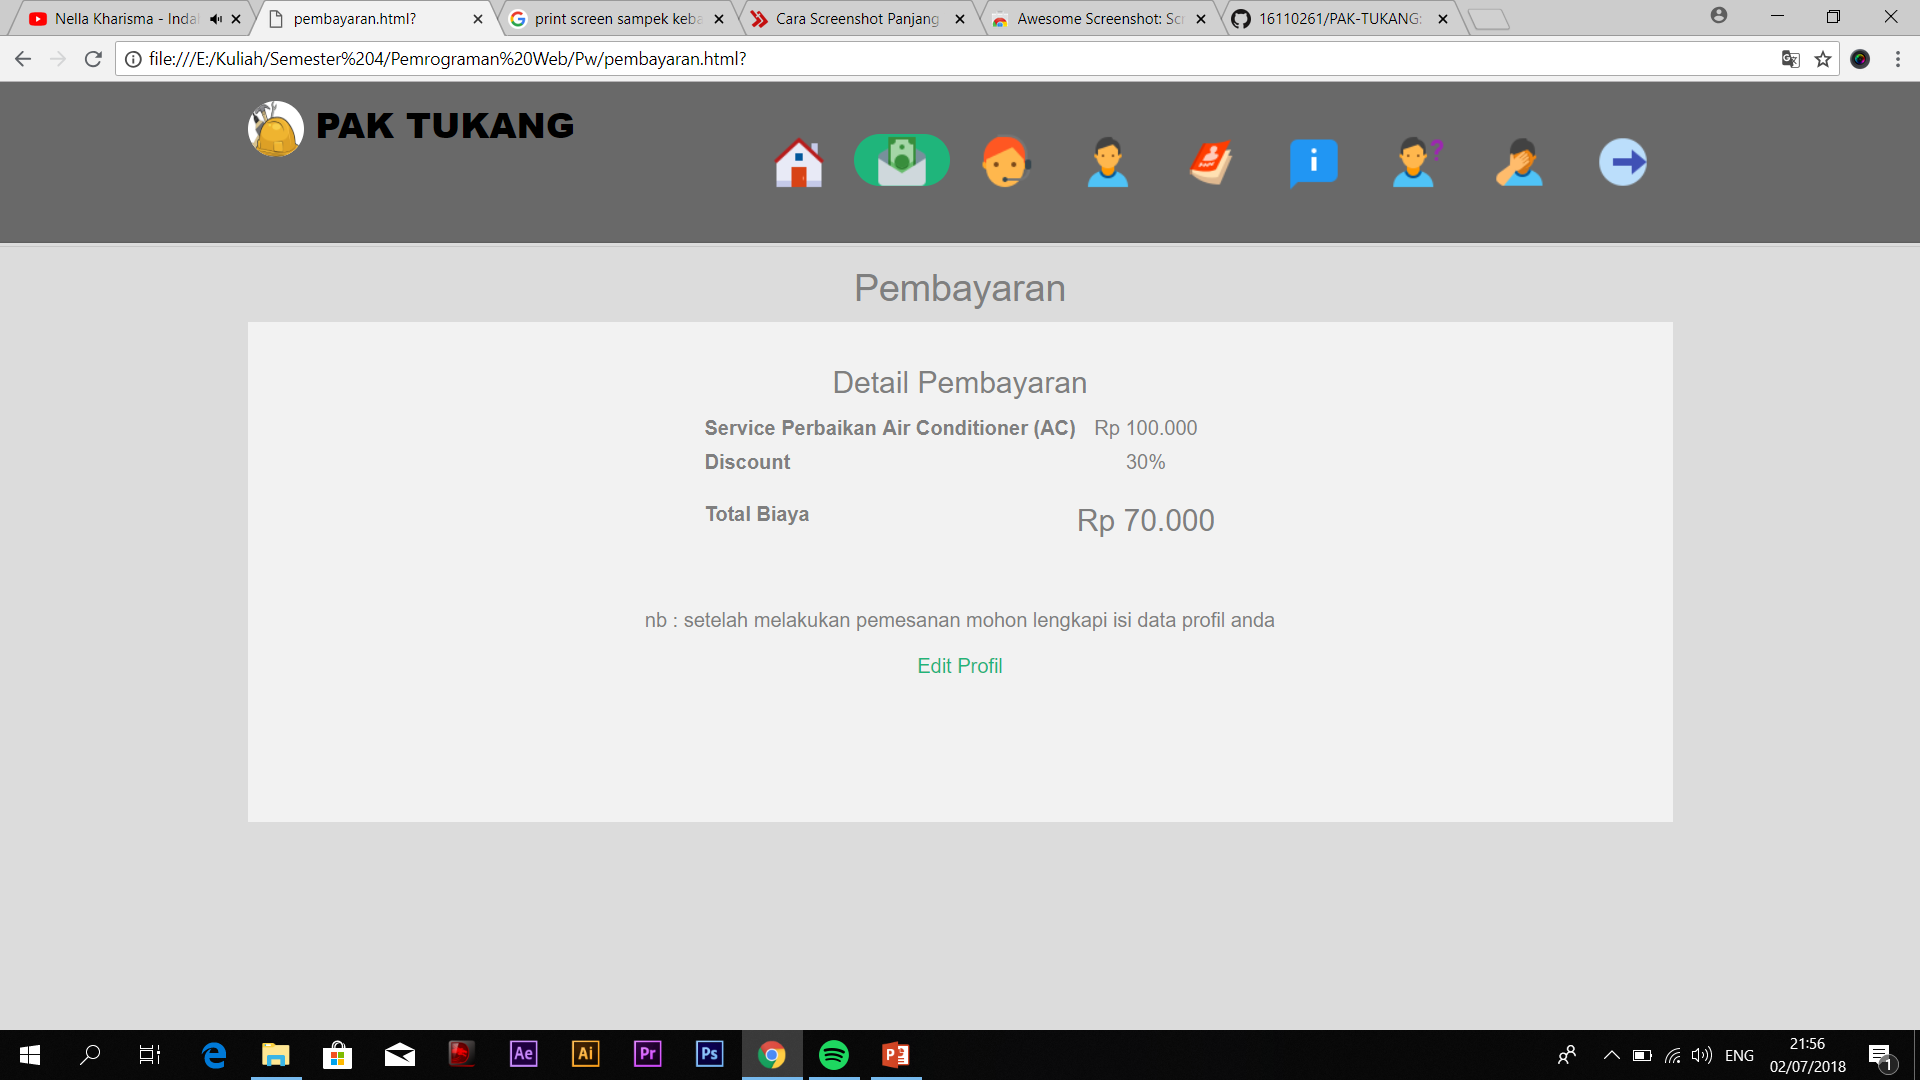 Nella Kharisma - Inda
pembayaran.html?
print screen sampek keba
Cara Screenshot Panjang
Awesome Screenshot: Scr
16110261/PAK-TUKANG:
file:///E:/Kuliah/Semester%204/Pemrograman%20Web/Pw/pembayaran.html?
PAK TUKANG
Pembayaran
Detail Pembayaran
Service Perbaikan Air Conditioner (AC) Rp 100.000
Discount 30%
Total Biaya Rp 70.000
nb : setelah melakukan pemesanan mohon lengkapi isi data profil anda
Edit Profil
Ae
Ai
Pr
Ps
ENG
21:56
02/07/2018
1